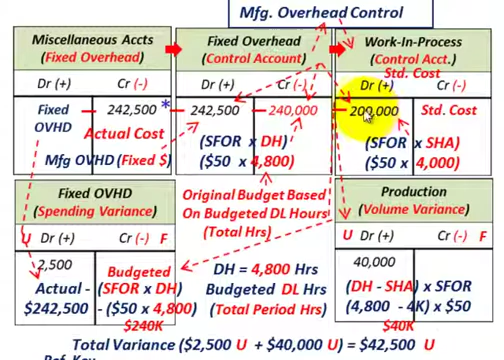 Mfg. Overhead Control
Miscellaneous Accts
(Fixed Overhead)
Dr (+) Cr (-)
Fixed
OVHD
242,500 *
Actual Cost
Mfg OVHD (Fixed $)
Fixed Overhead
(Control Account)
Dr (+) Cr (-)
242,500 240,000
(SFOR x DH)
($50 x 4,800)
Work-In-Process
(Control Acct.)
Std. Cost
Dr (+) Cr (-)
200,000 Std. Cost
(SFOR x SHA)
($50 x 4,000)
Fixed OVHD
(Spending Variance)
U Dr (+) Cr (-) F
2,500
Budgeted
Actual - (SFOR x DH)
$242,500 - ($50 x 4,800)
$240K
Original Budget Based
On Budgeted DL Hours
(Total Hrs)
DH = 4,800 Hrs
Budgeted DL Hrs
(Total Period Hrs)
Production
(Volume Variance)
U Dr (+) Cr (-) F
40,000
(DH - SHA) x SFOR
(4,800 - 4K) x $50
$40K
Total Variance ($2,500 U + $40,000 U) = $42,500 U